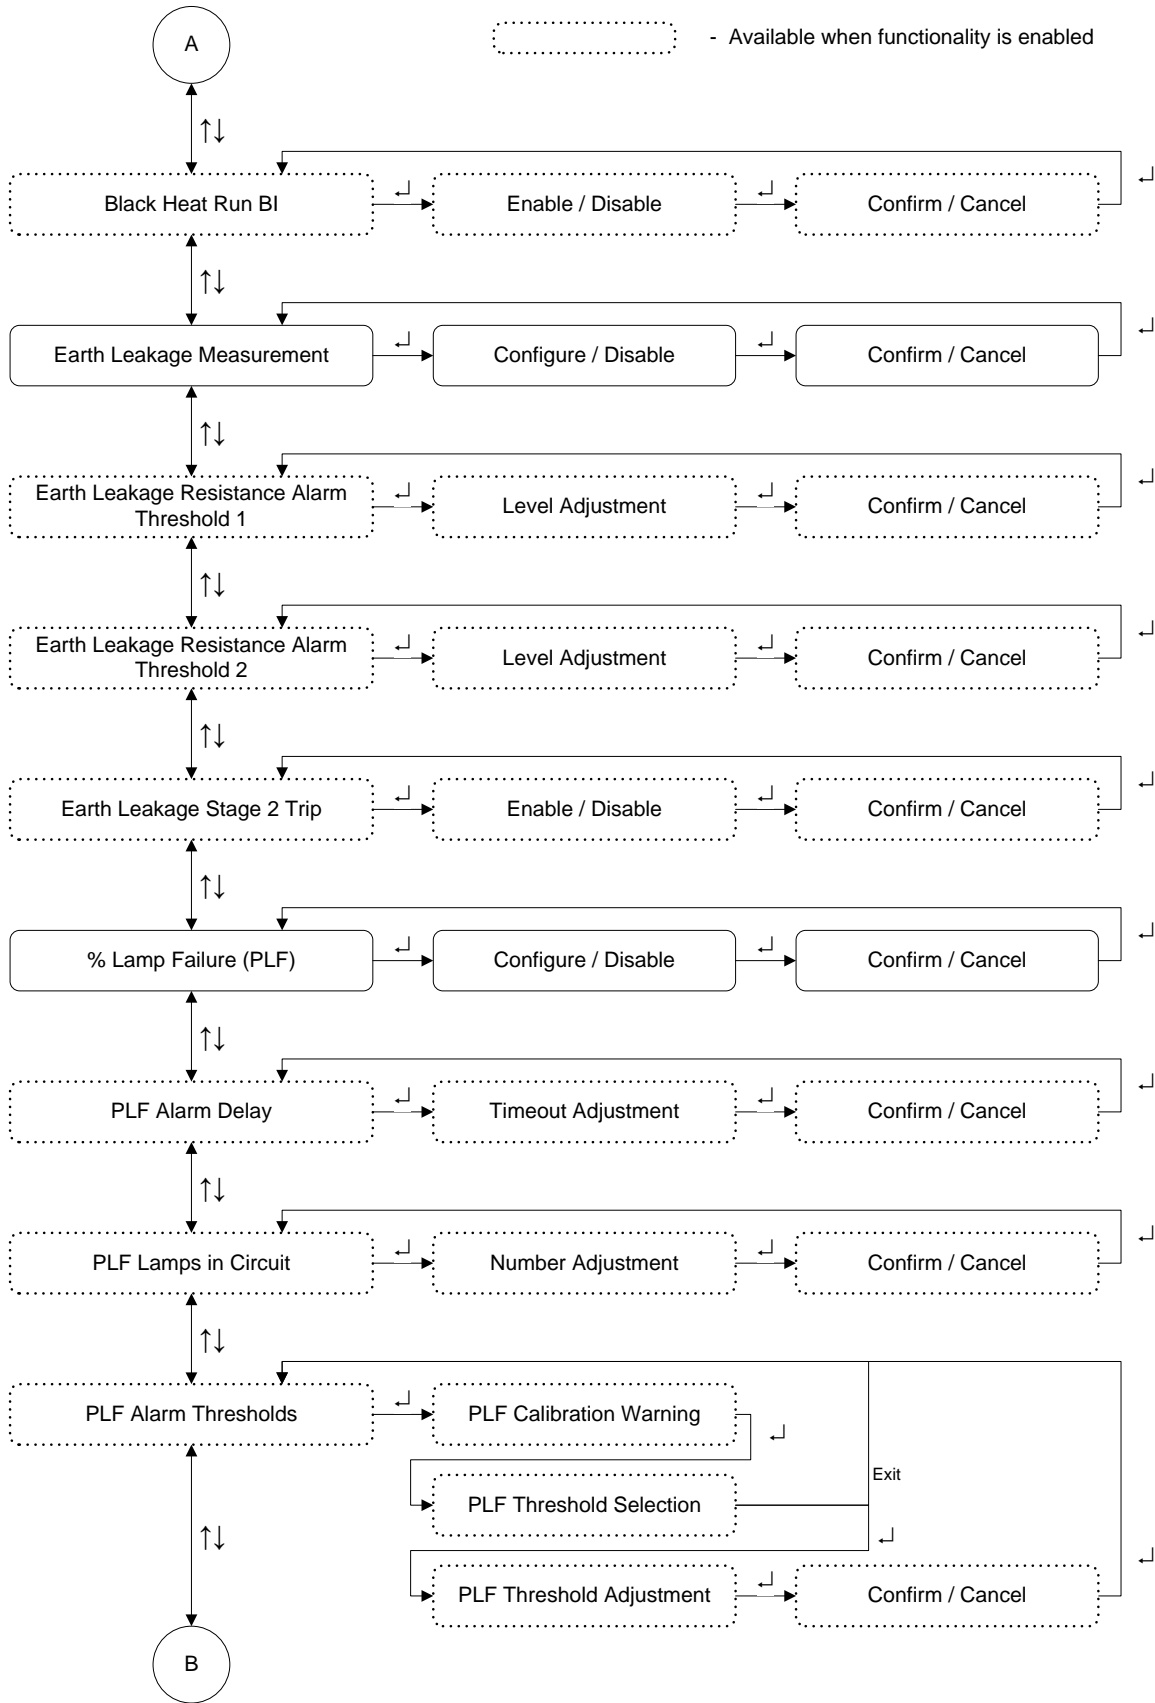 A
- Available when functionality is enabled
↑↓
Black Heat Run BI
↵
Enable / Disable
↵
Confirm / Cancel
↵
↑↓
Earth Leakage Measurement
↵
Configure / Disable
↵
Confirm / Cancel
↵
↑↓
Earth Leakage Resistance Alarm
Threshold 1
↵
Level Adjustment
↵
Confirm / Cancel
↵
↑↓
Earth Leakage Resistance Alarm
Threshold 2
↵
Level Adjustment
↵
Confirm / Cancel
↵
↑↓
Earth Leakage Stage 2 Trip
↵
Enable / Disable
↵
Confirm / Cancel
↵
↑↓
% Lamp Failure (PLF)
↵
Configure / Disable
↵
Confirm / Cancel
↵
↑↓
PLF Alarm Delay
↵
Timeout Adjustment
↵
Confirm / Cancel
↵
↑↓
PLF Lamps in Circuit
↵
Number Adjustment
↵
Confirm / Cancel
↵
↑↓
PLF Alarm Thresholds
↵
PLF Calibration Warning
↵
Exit
PLF Threshold Selection
↵
↑↓
PLF Threshold Adjustment
↵
Confirm / Cancel
↵
B